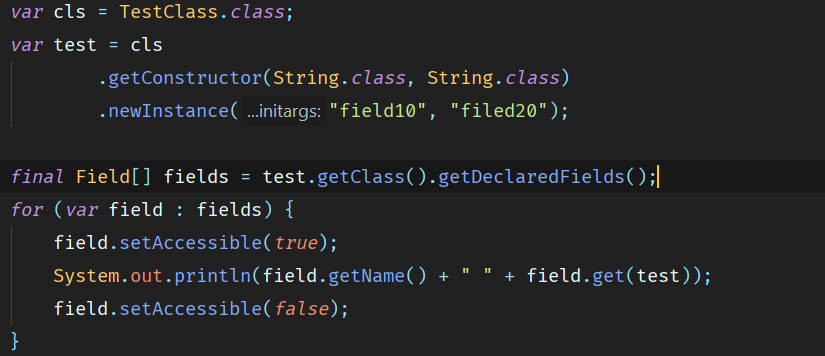 var cls = TestClass.class;
var test = cls
.getConstructor(String.class, String.class)
.newInstance( ...initargs: "field10", "filed20");
final Field[] fields = test.getClass().getDeclaredFields();
for (var field : fields) {
field.setAccessible(true);
System.out.println(field.getName() + " " + field.get(test));
field.setAccessible(false);
}